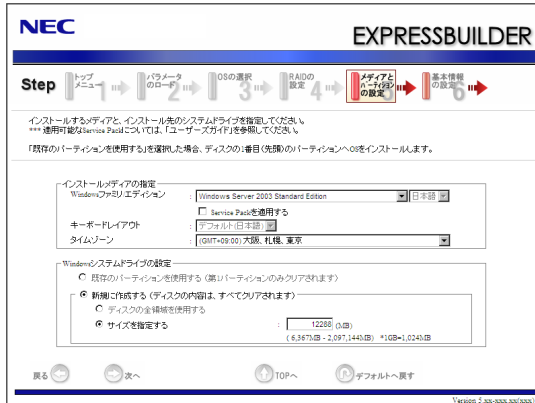 NEC
EXPRESSBUILDER
Step
トップメニュー 1
パラメータのロード 2
OSの選択 3
RAIDの設定 4
メディアとパーティションの設定 5
基本情報の設定 6
インストールするメディアと、インストール先のシステムドライブを指定してください。
*** 適用可能なService Packについては、「ユーザーズガイド」を参照してください。
「既存のパーティションを使用する」を選択した場合、ディスクの1番目(先頭)のパーティションへOSをインストールします。
インストールメディアの指定
Windowsファミリ/エディション : Windows Server 2003 Standard Edition 日本語
Service Packを適用する
キーボードレイアウト : デフォルト(日本語)
タイムゾーン : (GMT+09:00) 大阪、札幌、東京
Windowsシステムドライブの設定
既存のパーティションを使用する (第1パーティションのみクリアされます)
新規に作成する (ディスクの内容は、すべてクリアされます)
ディスクの全領域を使用する
サイズを指定する : 12288 (MB)
(6,367MB - 2,097,144MB) *1GB=1,024MB
戻る 次へ TOPへ デフォルトへ戻す
Version 5.xx-xxx.xx(xxx)